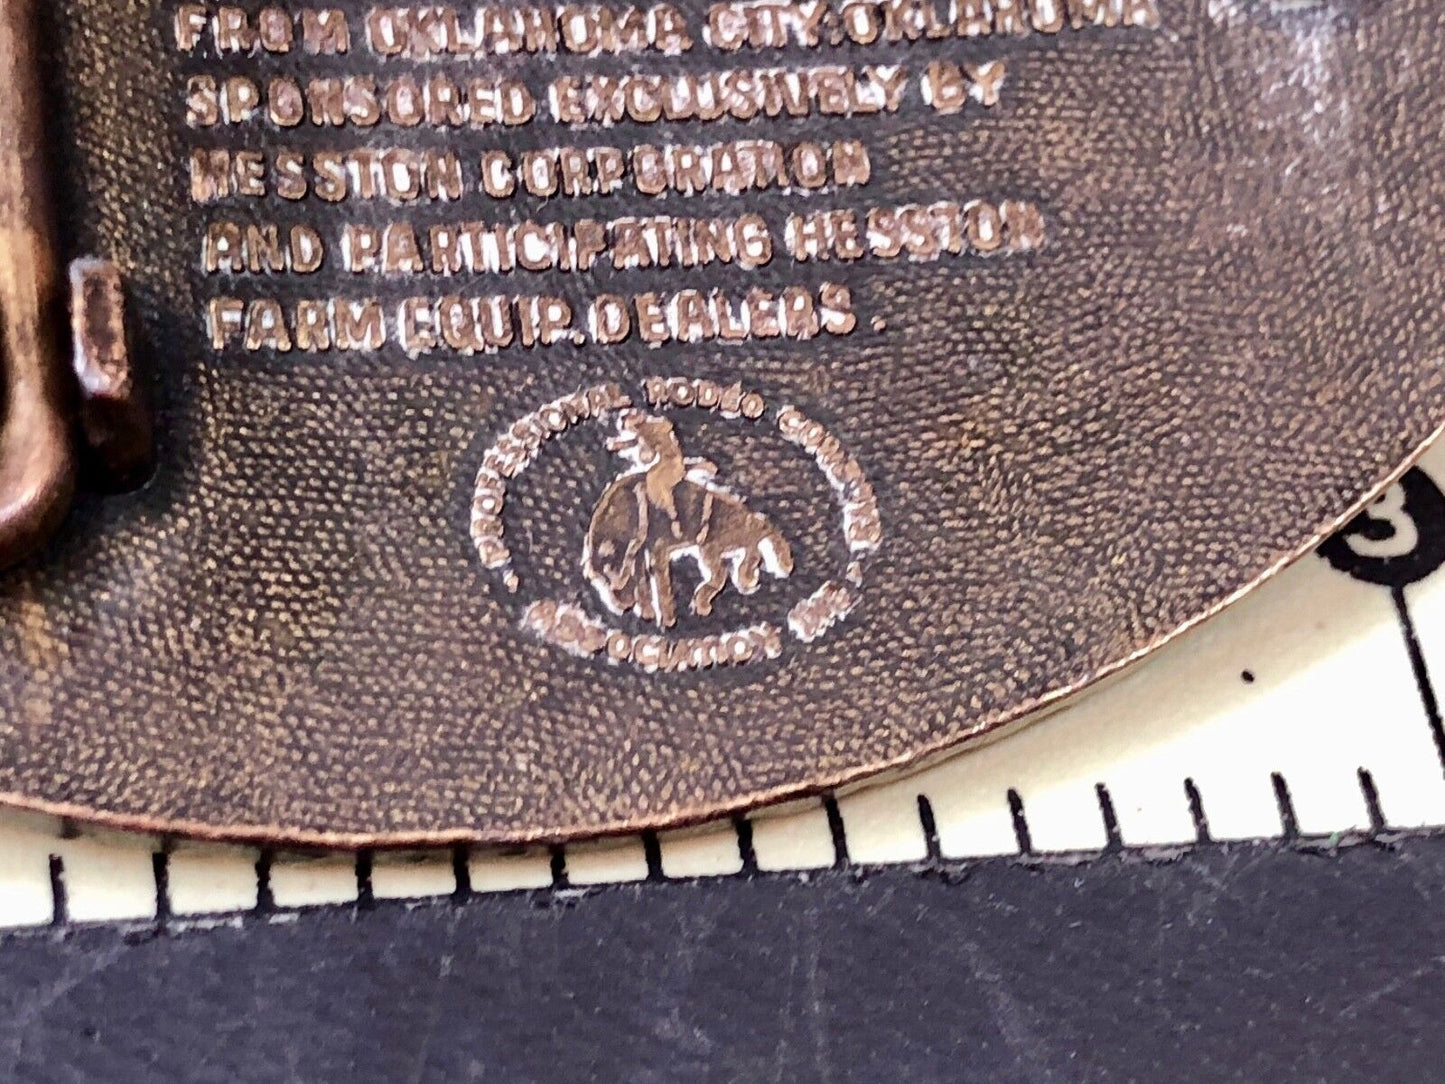 FROM OKLAHOMA CITY, OKLAHOMA
SPONSORED EXCLUSIVELY BY
HESSTON CORPORATION
AND PARTICIPATING HESSTON
FARM EQUIP. DEALERS.
PROFESSIONAL RODEO COWBOYS
ASSOCIATION INC.
3